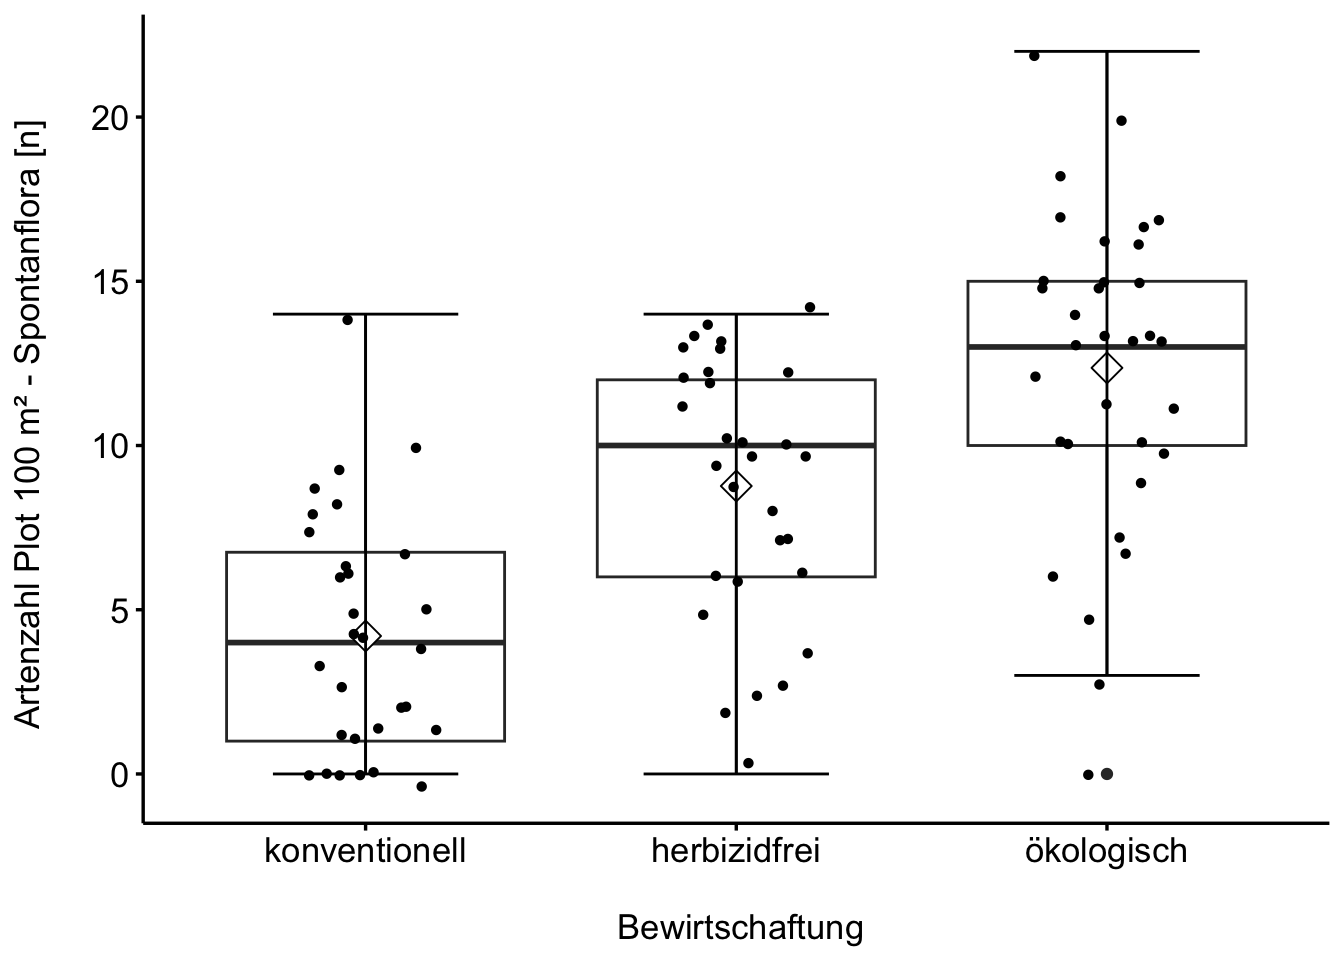 Artenzahl Plot 100 m² - Spontanflora [n]
20
15
10
5
0
konventionell herbizidfrei ökologisch
Bewirtschaftung